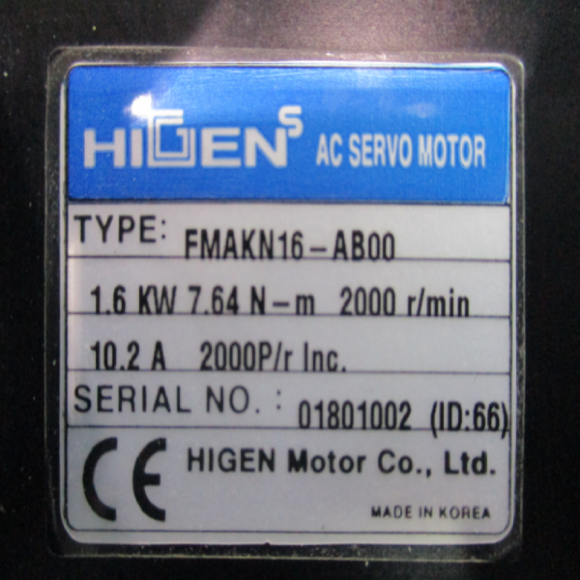 HIGENS AC SERVO MOTOR
TYPE: FMAKN16-AB00
1.6 KW 7.64 N-m 2000 r/min
10.2 A 2000P/r Inc.
SERIAL NO. : 01801002 (ID:66)
CE HIGEN Motor Co., Ltd.
MADE IN KOREA